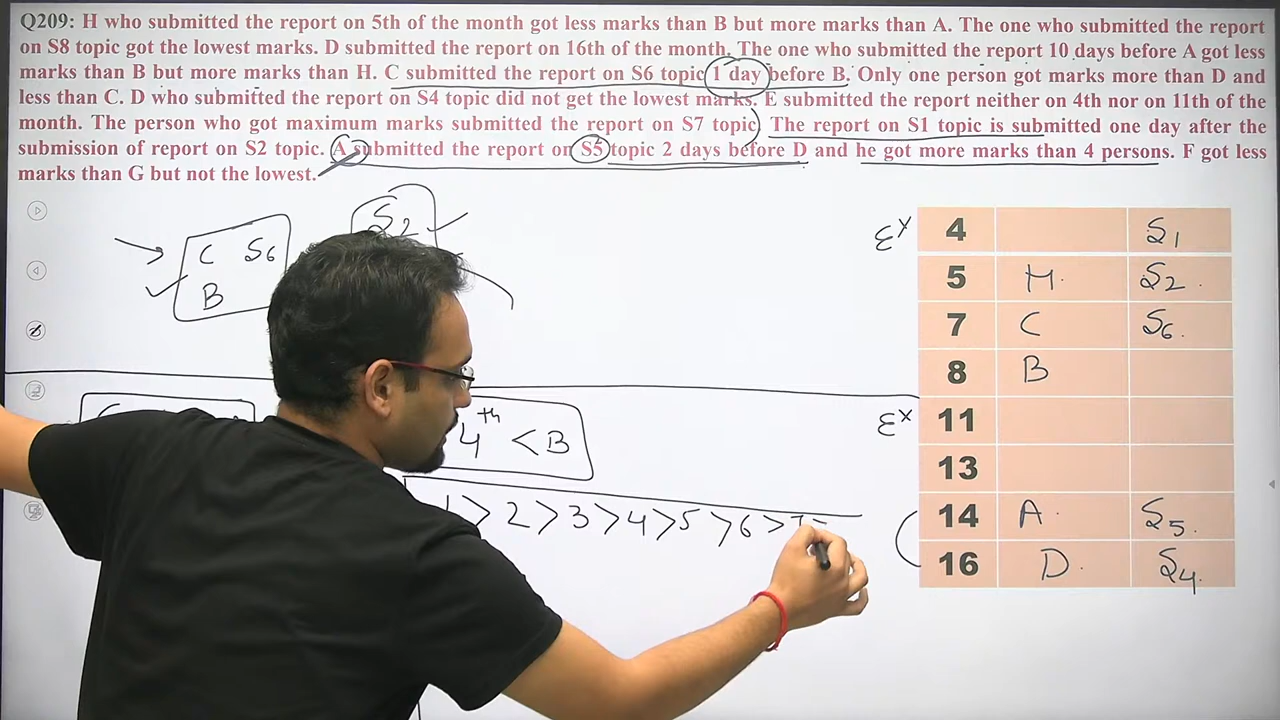 Q209: H who submitted the report on 5th of the month got less marks than B but more marks than A. The one who submitted the report
on S8 topic got the lowest marks. D submitted the report on 16th of the month. The one who submitted the report 10 days before A got less
marks than B but more marks than H. C submitted the report on S6 topic 1 day before B. Only one person got marks more than D and
less than C. D who submitted the report on S4 topic did not get the lowest marks. E submitted the report neither on 4th nor on 11th of the
month. The person who got maximum marks submitted the report on S7 topic. The report on S1 topic is submitted one day after the
submission of report on S2 topic. A submitted the report on S5 topic 2 days before D and he got more marks than 4 persons. F got less
marks than G but not the lowest.
C S6
B
S2
4th < B
> 2 > 3 > 4 > 5 > 6 >
Ex 4 S1
5 H. S2.
7 C S6.
8 B
Ex 11
13
14 A. S5.
16 D. S4.